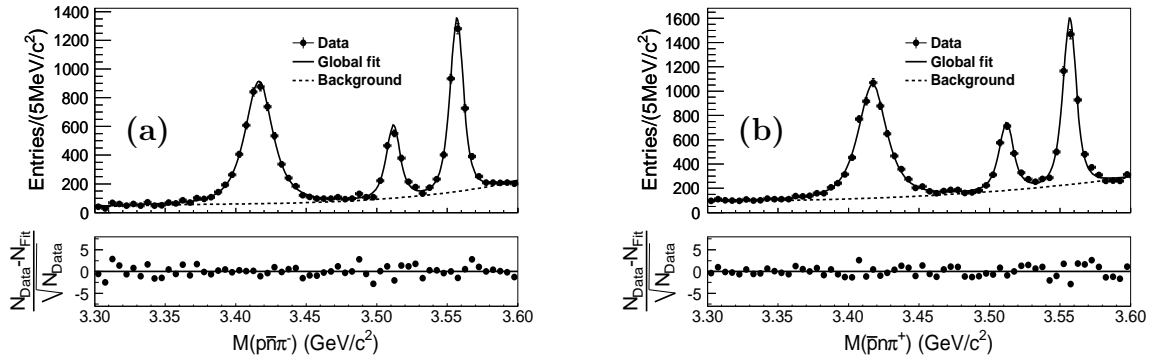 Entries/(5MeV/c²)
1400
1200
1000
800
600
400
200
0
Data
Global fit
Background
(a)
N_Data-N_Fit
√N_Data
5
0
-5
3.30 3.35 3.40 3.45 3.50 3.55 3.60
M(pn̄π⁻) (GeV/c²)
Entries/(5MeV/c²)
1600
1400
1200
1000
800
600
400
200
0
Data
Global fit
Background
(b)
N_Data-N_Fit
√N_Data
5
0
-5
3.30 3.35 3.40 3.45 3.50 3.55 3.60
M(p̄nπ⁺) (GeV/c²)